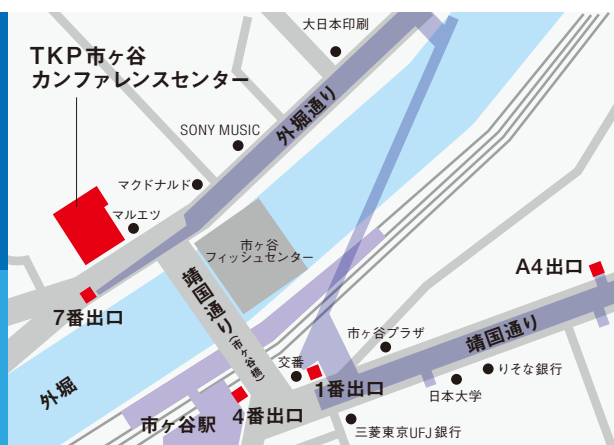 大日本印刷
TKP市ヶ谷
カンファレンスセンター
外堀通り
SONY MUSIC
マクドナルド
マルエツ
市ヶ谷
フィッシュセンター
A4出口
7番出口
靖国通り(市ヶ谷橋)
市ヶ谷プラザ
靖国通り
外堀
交番
1番出口
りそな銀行
日本大学
4番出口
市ヶ谷駅
三菱東京UFJ銀行